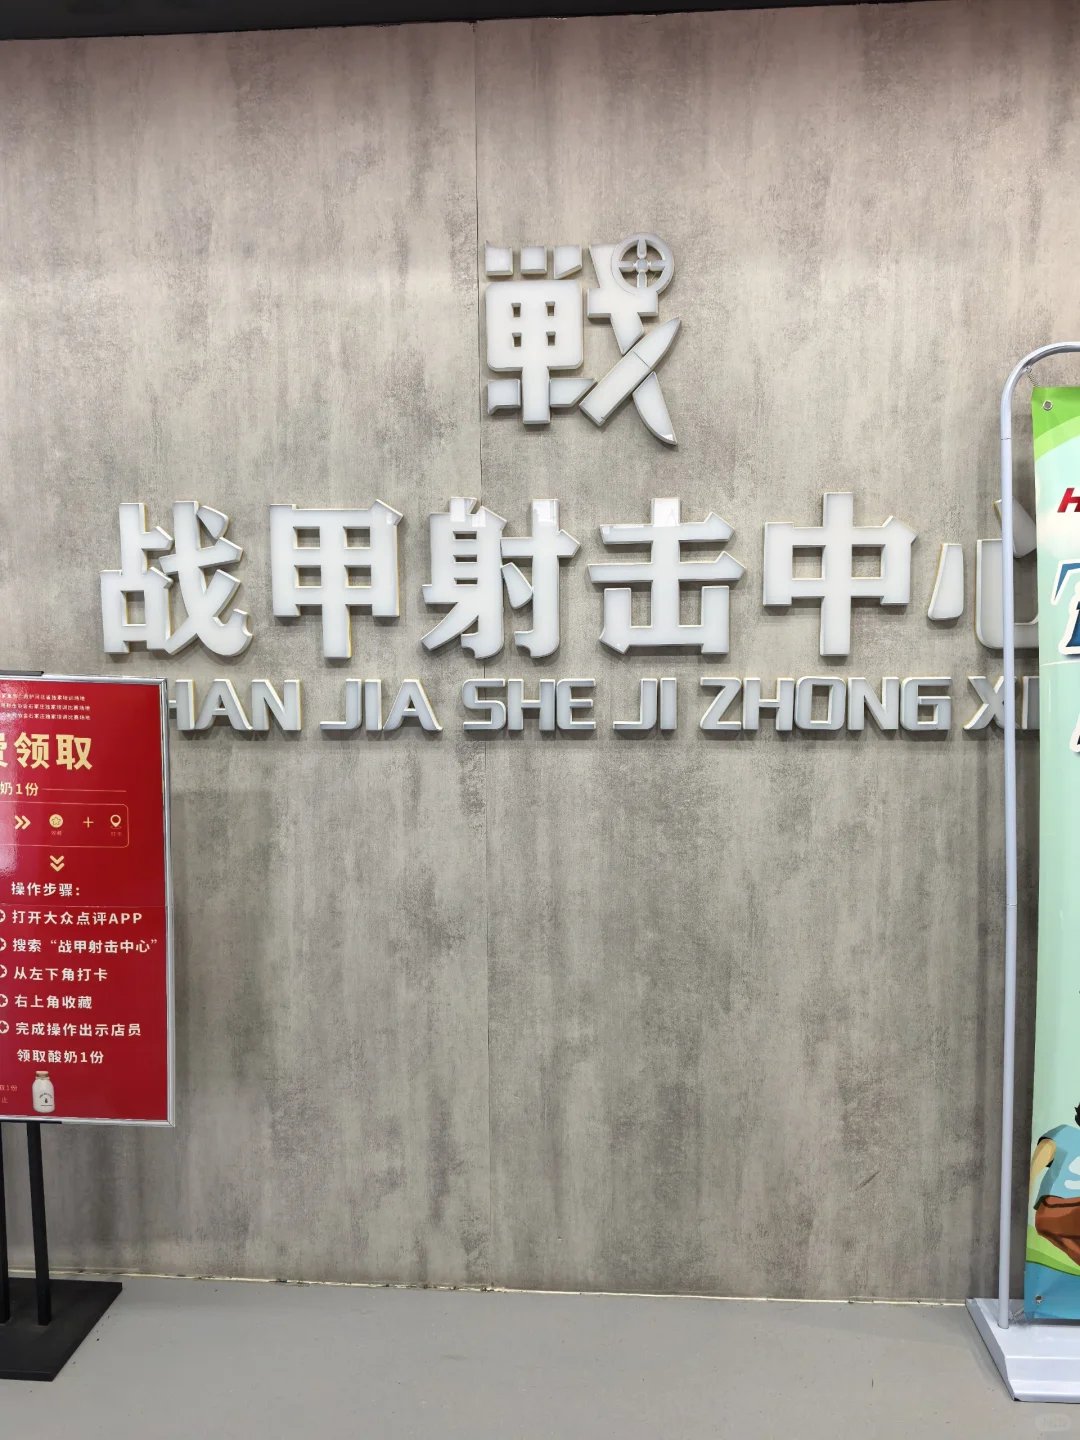 戰
战甲射击中心
HAN JIA SHE JI ZHONG XI
领取
奶1份
操作步骤：
打开大众点评APP
搜索“战甲射击中心”
从左下角打卡
右上角收藏
完成操作出示店员
领取酸奶1份
H